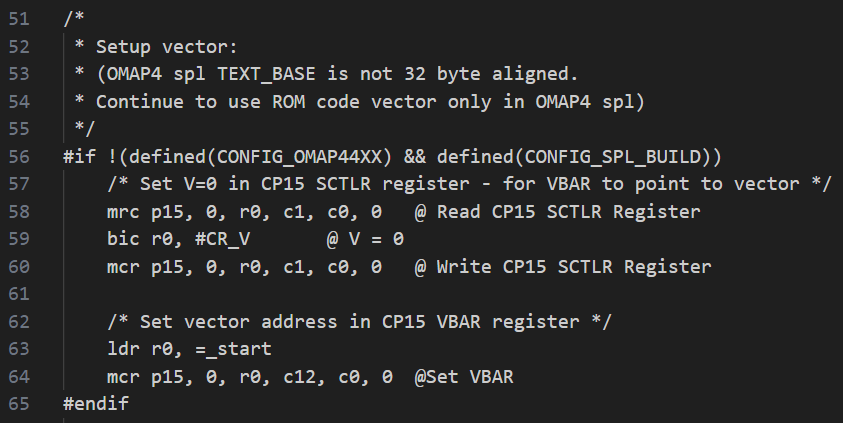 51 /*
52  * Setup vector:
53  * (OMAP4 spl TEXT_BASE is not 32 byte aligned.
54  * Continue to use ROM code vector only in OMAP4 spl)
55  */
56 #if !(defined(CONFIG_OMAP44XX) && defined(CONFIG_SPL_BUILD))
57     /* Set V=0 in CP15 SCTLR register - for VBAR to point to vector */
58     mrc p15, 0, r0, c1, c0, 0   @ Read CP15 SCTLR Register
59     bic r0, #CR_V       @ V = 0
60     mcr p15, 0, r0, c1, c0, 0   @ Write CP15 SCTLR Register
61
62     /* Set vector address in CP15 VBAR register */
63     ldr r0, =_start
64     mcr p15, 0, r0, c12, c0, 0  @Set VBAR
65 #endif